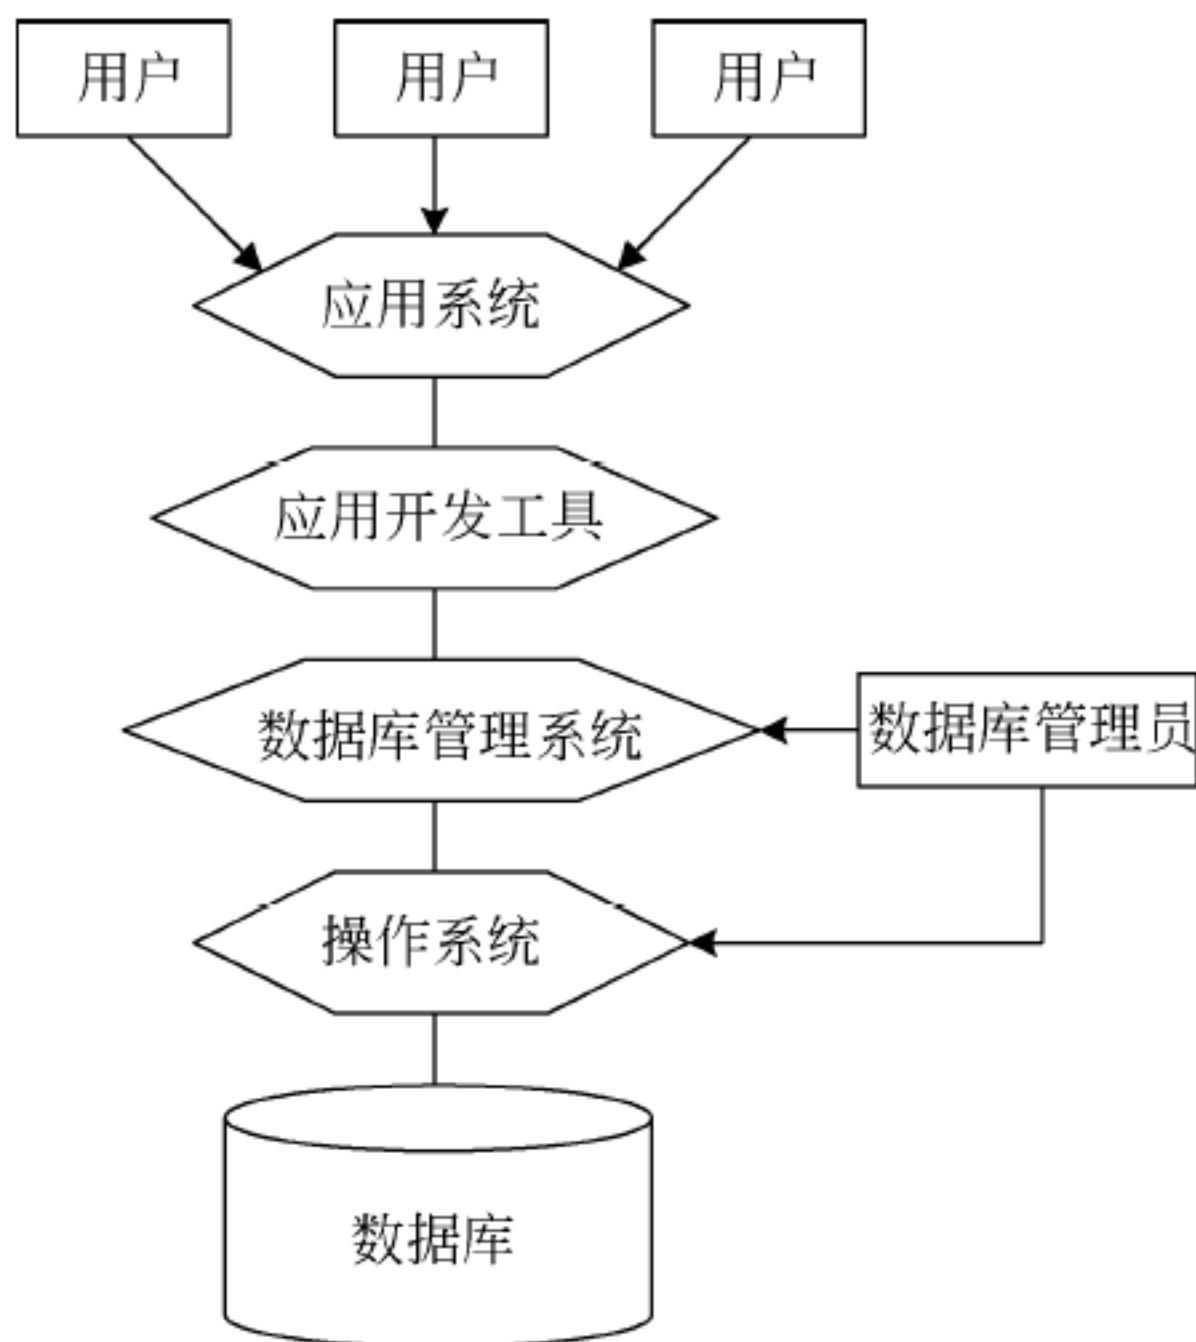 用户
用户
用户
应用系统
应用开发工具
数据库管理系统
数据库管理员
操作系统
数据库